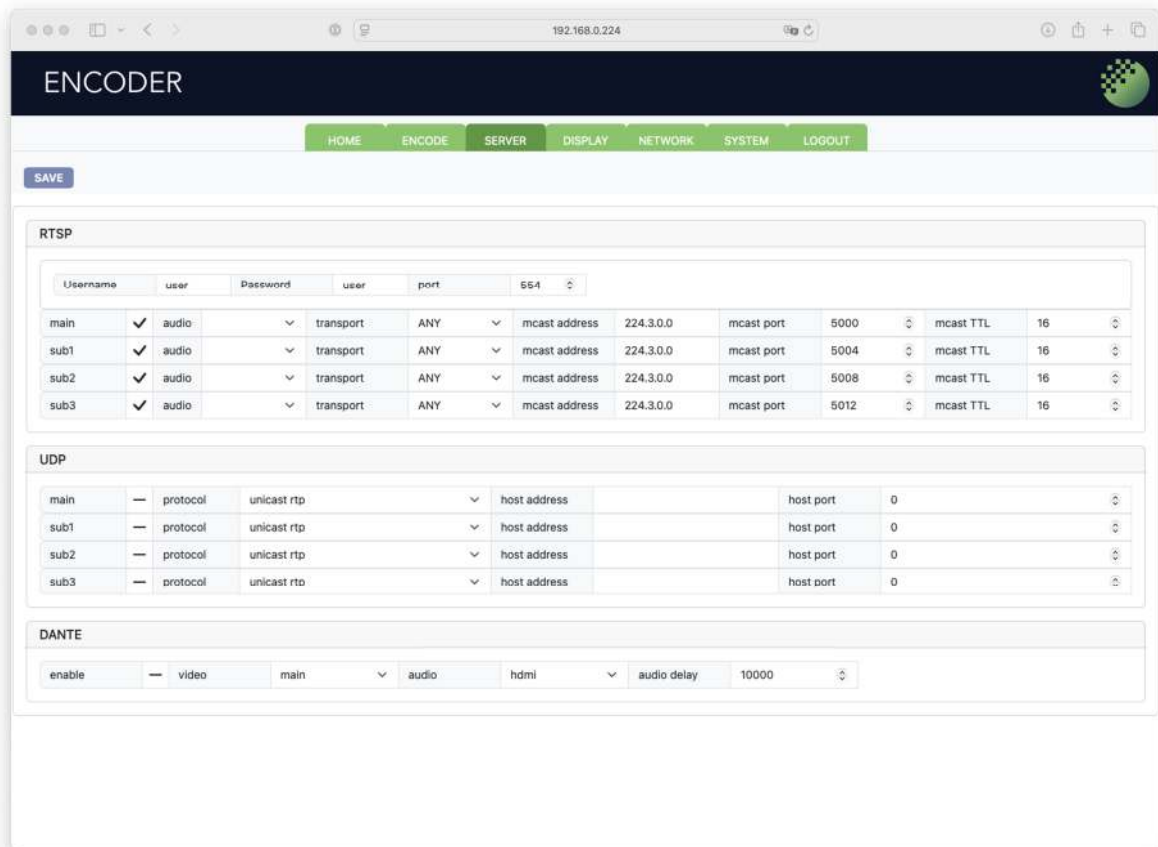 192.168.0.224
ENCODER
HOME ENCODE SERVER DISPLAY NETWORK SYSTEM LOGOUT
SAVE
RTSP
Username user Password user port 554
main audio transport ANY mcast address 224.3.0.0 mcast port 5000 mcast TTL 16
sub1 audio transport ANY mcast address 224.3.0.0 mcast port 5004 mcast TTL 16
sub2 audio transport ANY mcast address 224.3.0.0 mcast port 5008 mcast TTL 16
sub3 audio transport ANY mcast address 224.3.0.0 mcast port 5012 mcast TTL 16
UDP
main protocol unicast rtp host address host port 0
sub1 protocol unicast rtp host address host port 0
sub2 protocol unicast rtp host address host port 0
sub3 protocol unicast rtp host address host port 0
DANTE
enable video main audio hdmi audio delay 10000